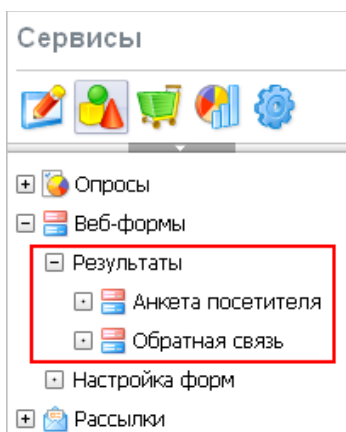 Сервисы
Опросы
Веб-формы
Результаты
Анкета посетителя
Обратная связь
Настройка форм
Рассылки